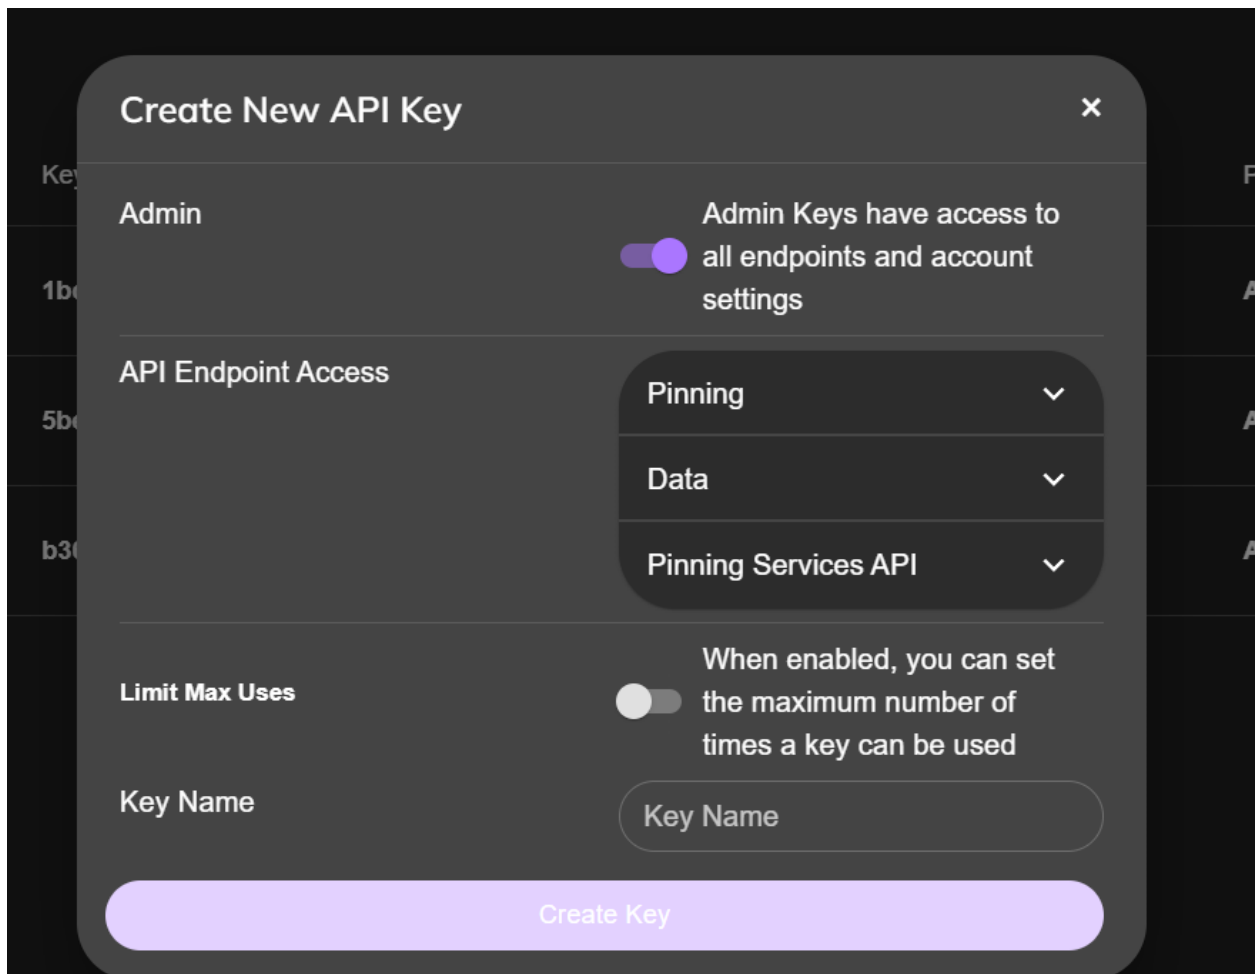 Create New API Key
Admin
Admin Keys have access to
all endpoints and account
settings
API Endpoint Access
Pinning
Data
Pinning Services API
Limit Max Uses
When enabled, you can set
the maximum number of
times a key can be used
Key Name
Key Name
Create Key